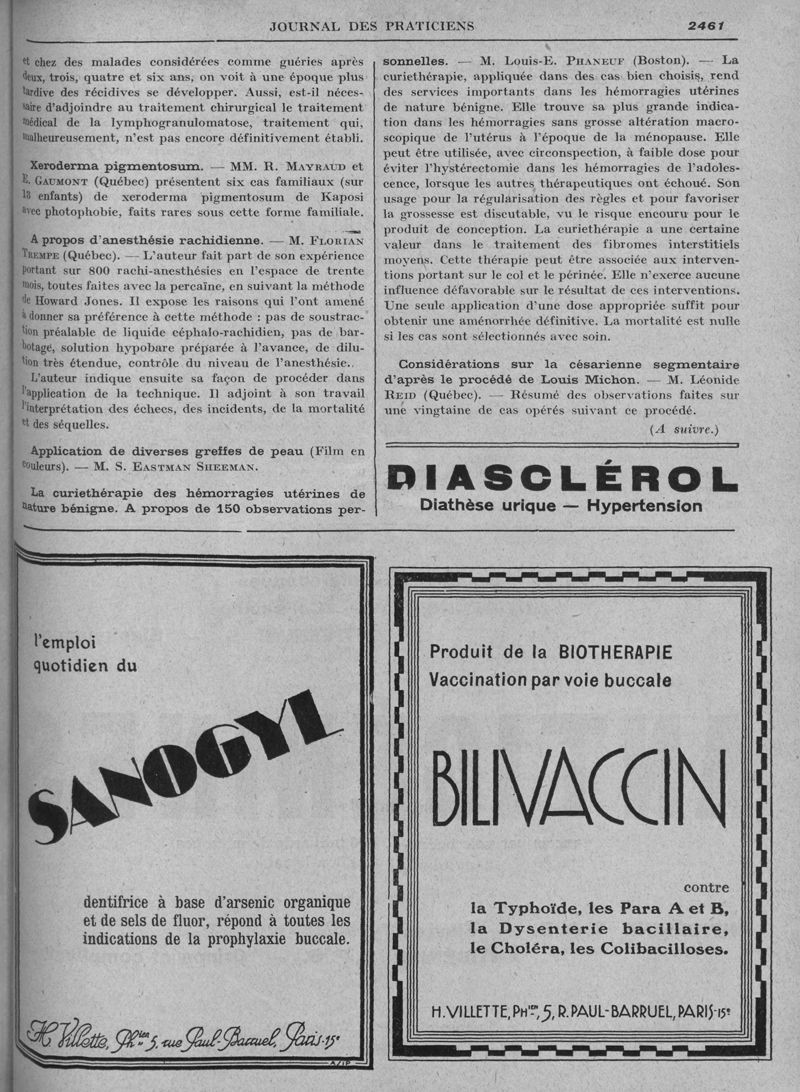 JOURNAL DES PRATICIENS 2461
et chez des malades considérées comme guéries après
deux, trois, quatre et six ans, on voit à une époque plus
tardive des récidives se développer. Aussi, est-il néces-
saire d'adjoindre au traitement chirurgical le traitement
médical de la lymphogranulomatose, traitement qui,
malheureusement, n'est pas encore définitivement établi.
Xeroderma pigmentosum. — MM. R. MAYRAUD et
E. GAUMONT (Québec) présentent six cas familiaux (sur
13 enfants) de xeroderma pigmentosum de Kaposi
avec photophobie, faits rares sous cette forme familiale.
A propos d'anesthésie rachidienne. — M. FLORIAN
TREMPE (Québec). — L'auteur fait part de son expérience
portant sur 800 rachi-anesthésies en l'espace de trente
mois, toutes faites avec la percaïne, en suivant la méthode
de Howard Jones. Il expose les raisons qui l'ont amené
à donner sa préférence à cette méthode : pas de soustrac-
tion préalable de liquide céphalo-rachidien, pas de bar-
botage, solution hypobare préparée à l'avance, de dilu-
tion très étendue, contrôle du niveau de l'anesthésie..
L'auteur indique ensuite sa façon de procéder dans
l'application de la technique. Il adjoint à son travail
l'interprétation des échecs, des incidents, de la mortalité
et des séquelles.
Application de diverses greffes de peau (Film en
couleurs). — M. S. EASTMAN SHEEMAN.
La curiethérapie des hémorragies utérines de
nature bénigne. A propos de 150 observations per-
sonnelles. — M. Louis-E. PHANEUF (Boston). — La
curiethérapie, appliquée dans des cas bien choisis, rend
des services importants dans les hémorragies utérines
de nature bénigne. Elle trouve sa plus grande indica-
tion dans les hémorragies sans grosse altération macro-
scopique de l'utérus à l'époque de la ménopause. Elle
peut être utilisée, avec circonspection, à faible dose pour
éviter l'hystérectomie dans les hémorragies de l'adoles-
cence, lorsque les autres thérapeutiques ont échoué. Son
usage pour la régularisation des règles et pour favoriser
la grossesse est discutable, vu le risque encouru pour le
produit de conception. La curiethérapie a une certaine
valeur dans le traitement des fibromes interstitiels
moyens. Cette thérapie peut être associée aux interven-
tions portant sur le col et le périnée. Elle n'exerce aucune
influence défavorable sur le résultat de ces interventions.
Une seule application d'une dose appropriée suffit pour
obtenir une aménorrhée définitive. La mortalité est nulle
si les cas sont sélectionnés avec soin.
Considérations sur la césarienne segmentaire
d'après le procédé de Louis Michon. — M. Léonide
REID (Québec). — Résumé des observations faites sur
une vingtaine de cas opérés suivant ce procédé.
(A suivre.)
DIASCLÉROL
Diathèse urique — Hypertension
l'emploi
quotidien du
SANOGYL
dentifrice à base d'arsenic organique
et de sels de fluor, répond à toutes les
indications de la prophylaxie buccale.
H. Villette, Ph.ien 5, rue Paul-Barruel, Paris-15e
Produit de la BIOTHERAPIE
Vaccination par voie buccale
BILIVACCIN
contre
la Typhoïde, les Para A et B,
la Dysenterie bacillaire,
le Choléra, les Colibacilloses.
H. VILLETTE, PHIEN, 5, R. PAUL-BARRUEL, PARIS-15e